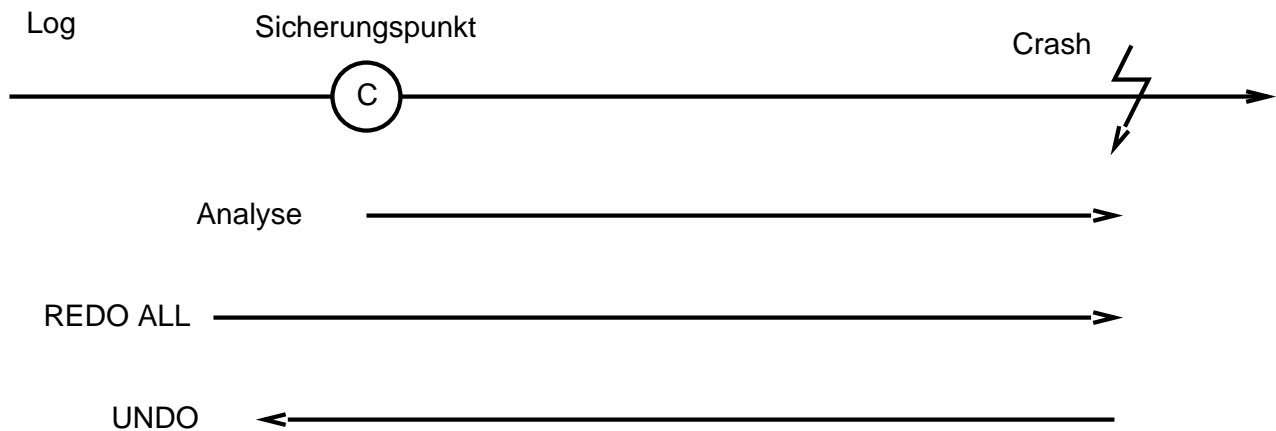 Log
Sicherungspunkt
Crash
C
Analyse
REDO ALL
UNDO